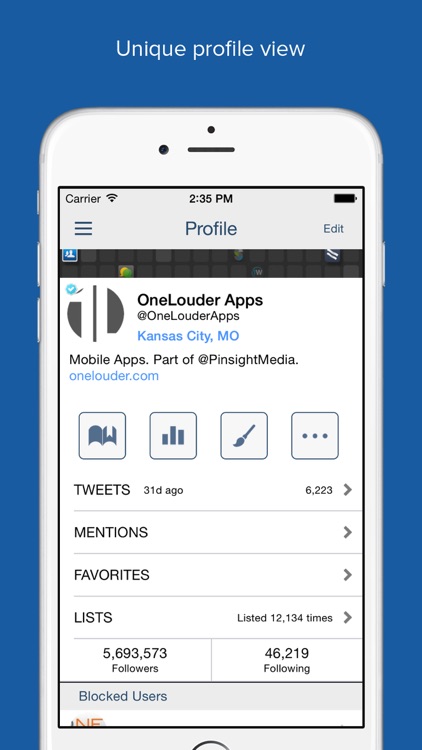 Unique profile view
Carrier 2:35 PM
Profile Edit
OneLouder Apps
@OneLouderApps
Kansas City, MO
Mobile Apps. Part of @PinsightMedia.
onelouder.com
TWEETS 31d ago 6,223
MENTIONS
FAVORITES
LISTS Listed 12,134 times
5,693,573 46,219
Followers Following
Blocked Users